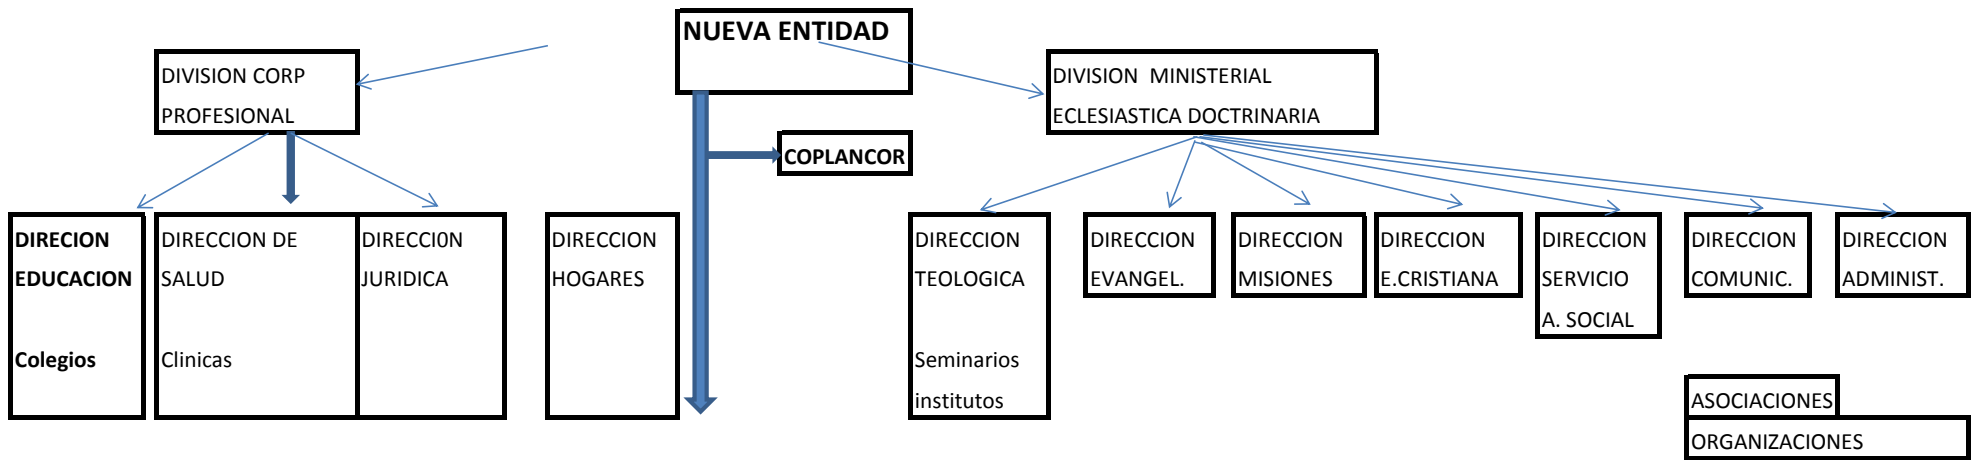 NUEVA ENTIDAD
DIVISION CORP
PROFESIONAL
DIVISION  MINISTERIAL
ECLESIASTICA DOCTRINARIA
COPLANCOR
DIRECION
EDUCACION
Colegios
DIRECCION DE
SALUD
Clinicas
DIRECCI0N
JURIDICA
DIRECCION
HOGARES
DIRECCION
TEOLOGICA
Seminarios
institutos
DIRECCION
EVANGEL.
DIRECCION
MISIONES
DIRECCION
E.CRISTIANA
DIRECCION
SERVICIO
A. SOCIAL
DIRECCION
COMUNIC.
DIRECCION
ADMINIST.
ASOCIACIONES
ORGANIZACIONES